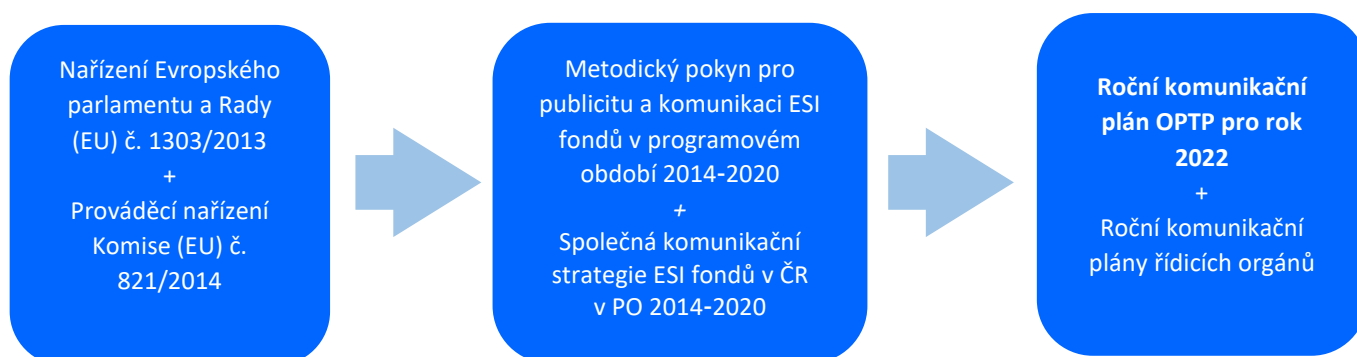 Nařízení Evropského
parlamentu a Rady
(EU) č. 1303/2013
+
Prováděcí nařízení
Komise (EU) č.
821/2014
Metodický pokyn pro
publicitu a komunikaci ESI
fondů v programovém
období 2014-2020
+
Společná komunikační
strategie ESI fondů v ČR
v PO 2014-2020
Roční komunikační
plán OPTP pro rok
2022
+
Roční komunikační
plány řídicích orgánů